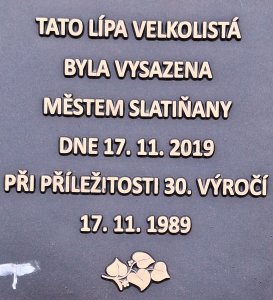 TATO LÍPA VELKOLISTÁ
BYLA VYSAZENA
MĚSTEM SLATIŇANY
DNE 17. 11. 2019
PŘI PŘÍLEŽITOSTI 30. VÝROČÍ
17. 11. 1989